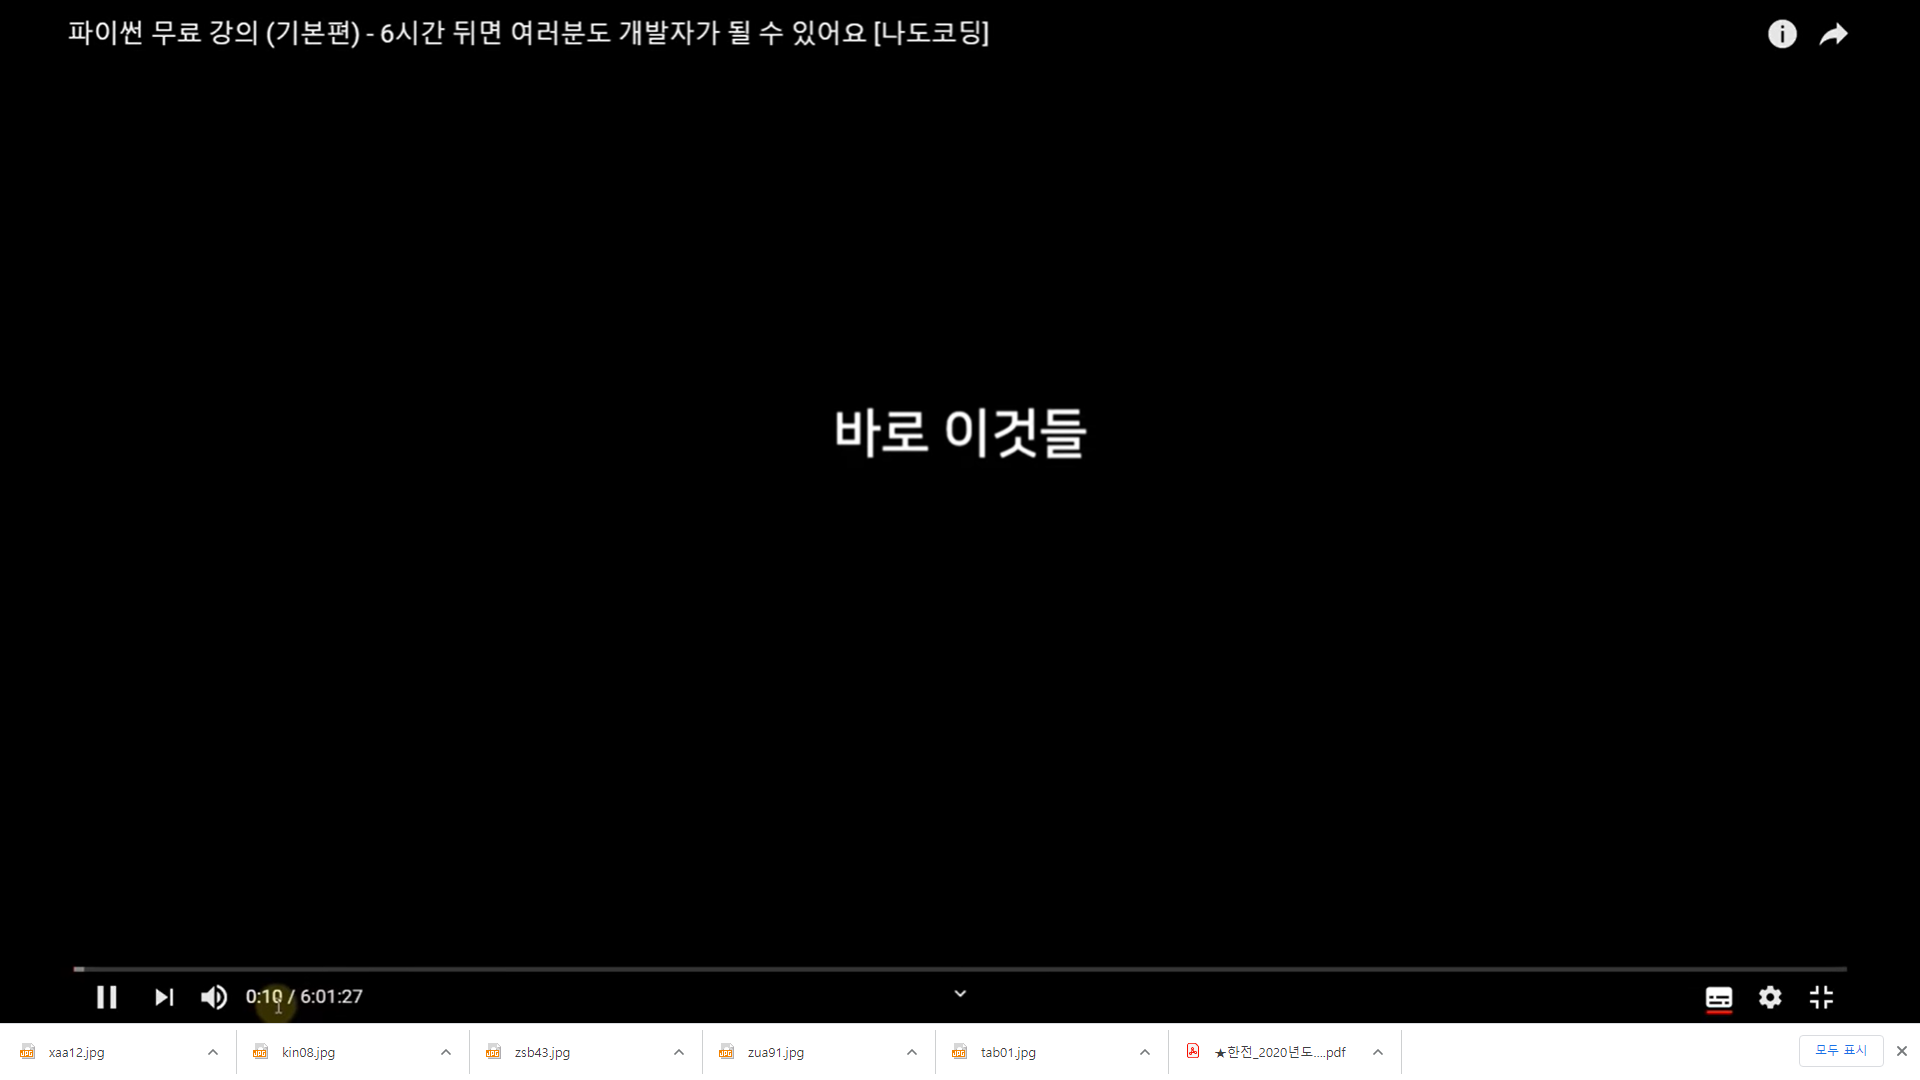 파이썬 무료 강의 (기본편) - 6시간 뒤면 여러분도 개발자가 될 수 있어요 [나도코딩]
바로 이것들
0:10 / 6:01:27
xaa12.jpg
kin08.jpg
zsb43.jpg
zua91.jpg
tab01.jpg
★한전_2020년도....pdf
모두 표시